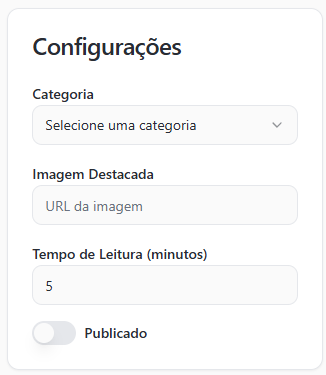 Configurações
Categoria
Selecione uma categoria
Imagem Destacada
URL da imagem
Tempo de Leitura (minutos)
5
Publicado